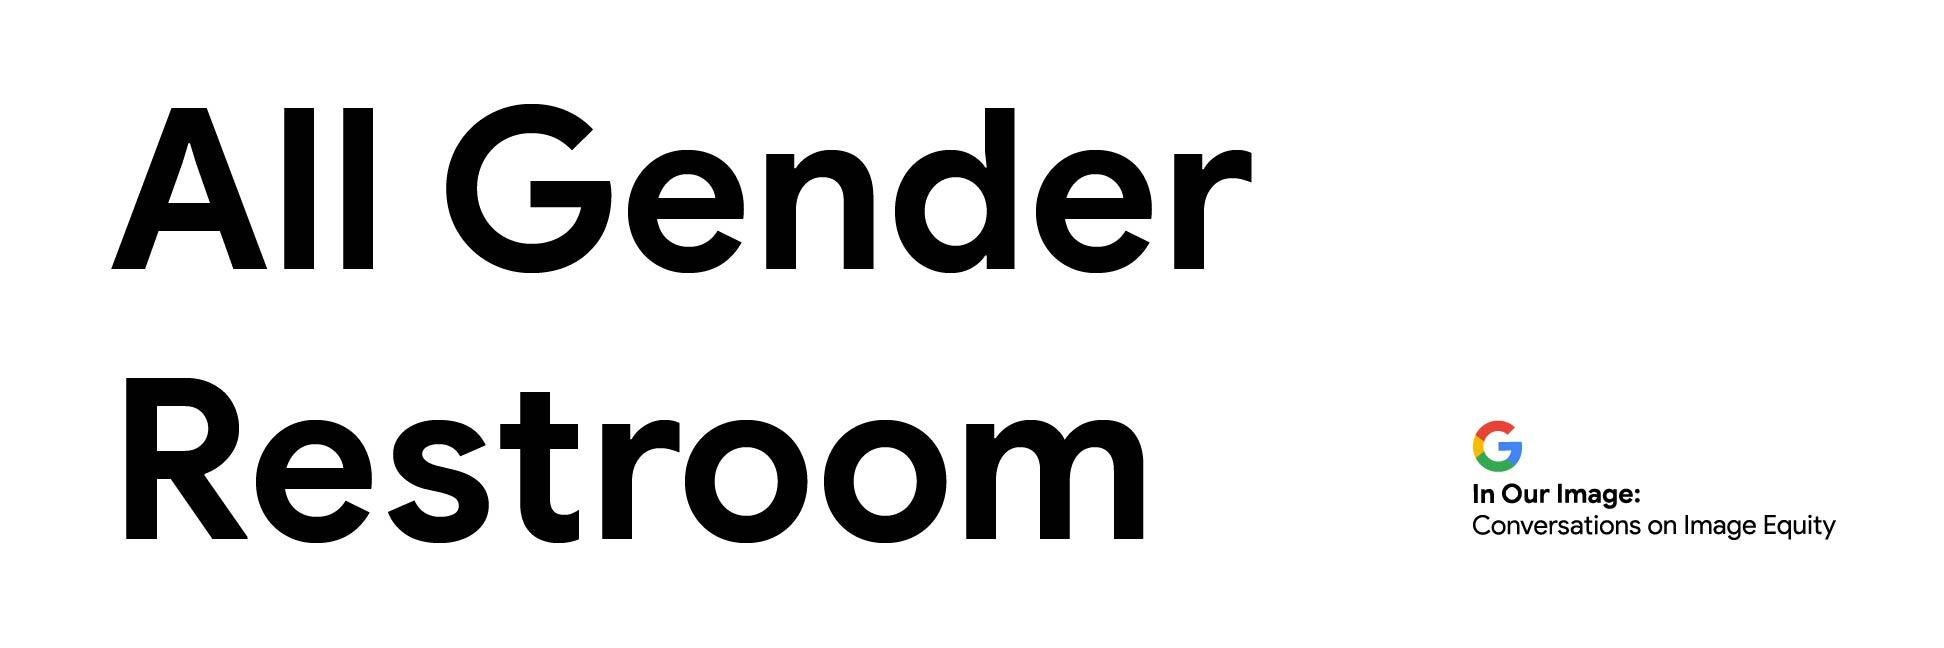 All Gender
Restroom
In Our Image:
Conversations on Image Equity